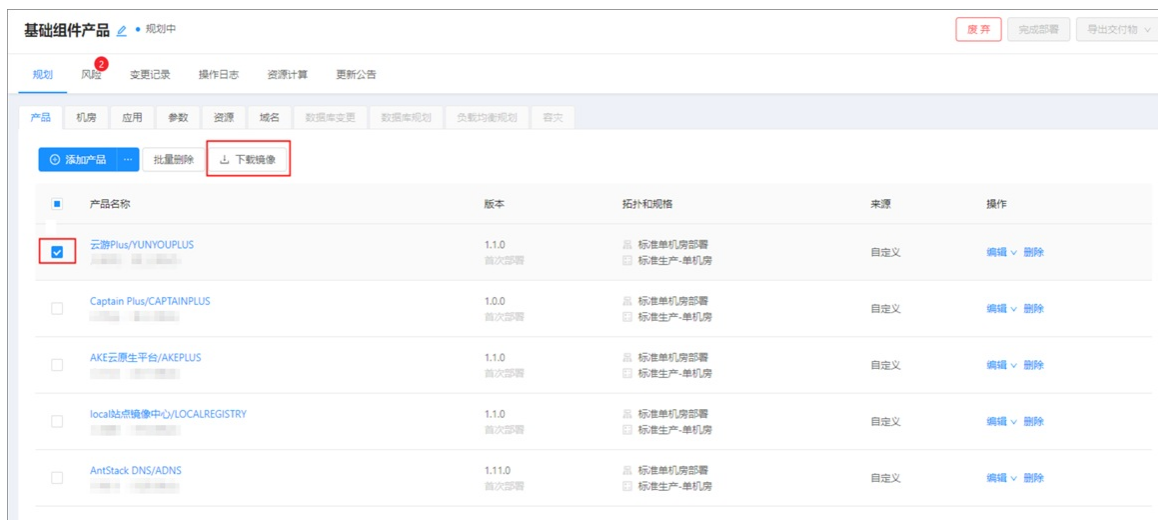 基础组件产品 规划中 废 弃 完成部署 导出交付物
规划 风险 2 变更记录 操作日志 资源计算 更新公告
产品 机房 应用 参数 资源 域名 数据库变更 数据库规划 负载均衡规划 容灾
添加产品 ... 批量删除 下载镜像
产品名称 版本 拓扑和规格 来源 操作
云游Plus/YUNYOUPLUS 1.1.0 标准单机房部署 自定义 编辑 删除
首次部署 标准生产-单机房
Captain Plus/CAPTAINPLUS 1.0.0 标准单机房部署 自定义 编辑 删除
首次部署 标准生产-单机房
AKE云原生平台/AKEPLUS 1.1.0 标准单机房部署 自定义 编辑 删除
首次部署 标准生产-单机房
local站点镜像中心/LOCALREGISTRY 1.1.0 标准单机房部署 自定义 编辑 删除
首次部署 标准生产-单机房
AntStack DNS/ADNS 1.11.0 标准单机房部署 自定义 编辑 删除
首次部署 标准生产-单机房